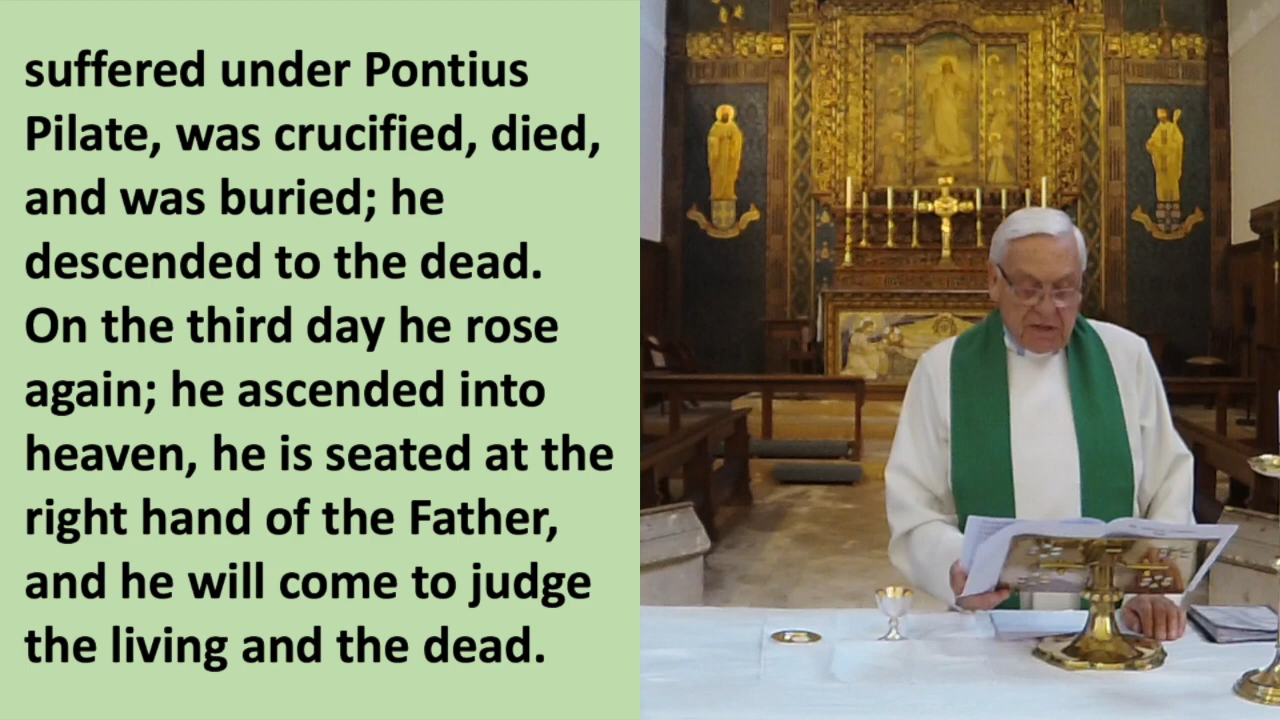 suffered under Pontius
Pilate, was crucified, died,
and was buried; he
descended to the dead.
On the third day he rose
again; he ascended into
heaven, he is seated at the
right hand of the Father,
and he will come to judge
the living and the dead.